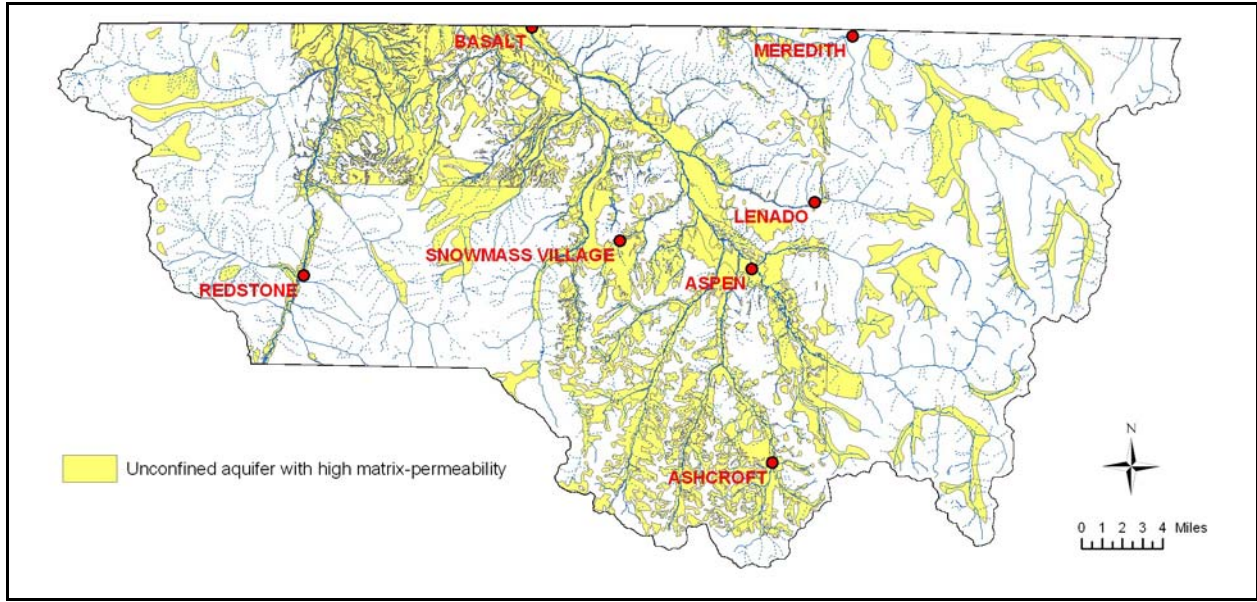 BASALT
MEREDITH
LENADO
SNOWMASS VILLAGE
ASPEN
REDSTONE
Unconfined aquifer with high matrix-permeability
ASHCROFT
N
0 1 2 3 4 Miles